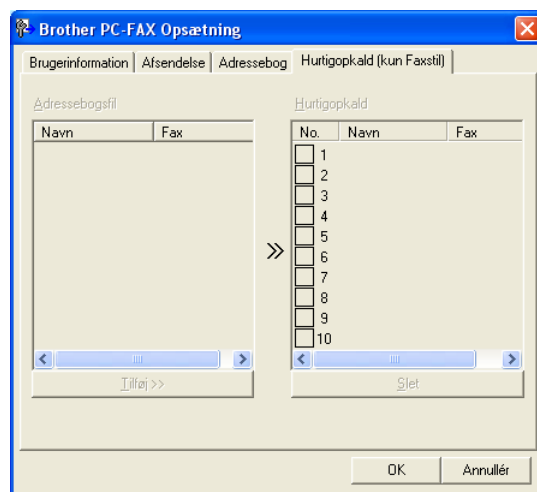 Brother PC-FAX Opsætning
Brugerinformation Afsendelse Adressebog Hurtigopkald (kun Faxstil)
Adressebogsfil
Navn Fax
Tilføj >>
>>
Hurtigopkald
No. Navn Fax
1
2
3
4
5
6
7
8
9
10
Slet
OK Annullér